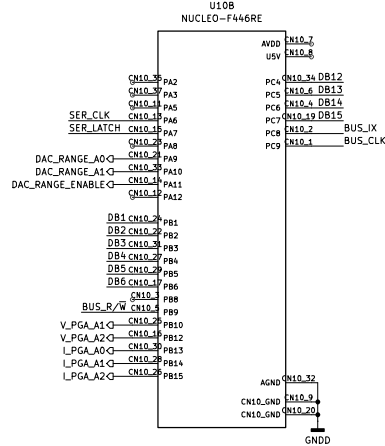 U10B
NUCLEO-F446RE
AVDD CN10_7
U5V CN10_8
CN10_35 PA2
CN10_37 PA3
CN10_11 PA5
SER_CLK CN10_13 PA6
SER_LATCH CN10_15 PA7
CN10_23 PA8
DAC_RANGE_A0 CN10_21 PA9
DAC_RANGE_A1 CN10_33 PA10
DAC_RANGE_ENABLE CN10_14 PA11
CN10_12 PA12
PC4 CN10_34 DB12
PC5 CN10_6 DB13
PC6 CN10_4 DB14
PC7 CN10_19 DB15
PC8 CN10_2 BUS_IX
PC9 CN10_1 BUS_CLK
DB1 CN10_24 PB1
DB2 CN10_22 PB2
DB3 CN10_31 PB3
DB4 CN10_27 PB4
DB5 CN10_29 PB5
DB6 CN10_17 PB6
CN10_3 PB8
BUS_R/W̅ CN10_5 PB9
V_PGA_A1 CN10_25 PB10
V_PGA_A2 CN10_16 PB12
I_PGA_A0 CN10_30 PB13
I_PGA_A1 CN10_28 PB14
I_PGA_A2 CN10_26 PB15
AGND CN10_32
CN10_GND CN10_9
CN10_GND CN10_20
GNDD